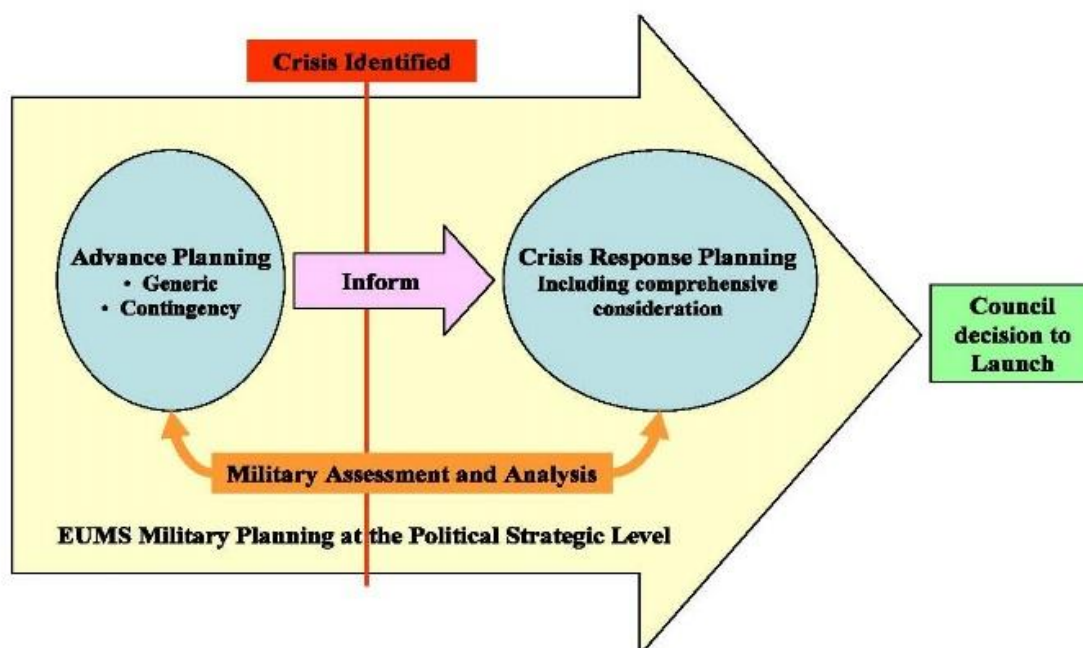 Crisis Identified
Advance Planning
• Generic
• Contingency
Inform
Crisis Response Planning
Including comprehensive
consideration
Council
decision to
Launch
Military Assessment and Analysis
EUMS Military Planning at the Political Strategic Level